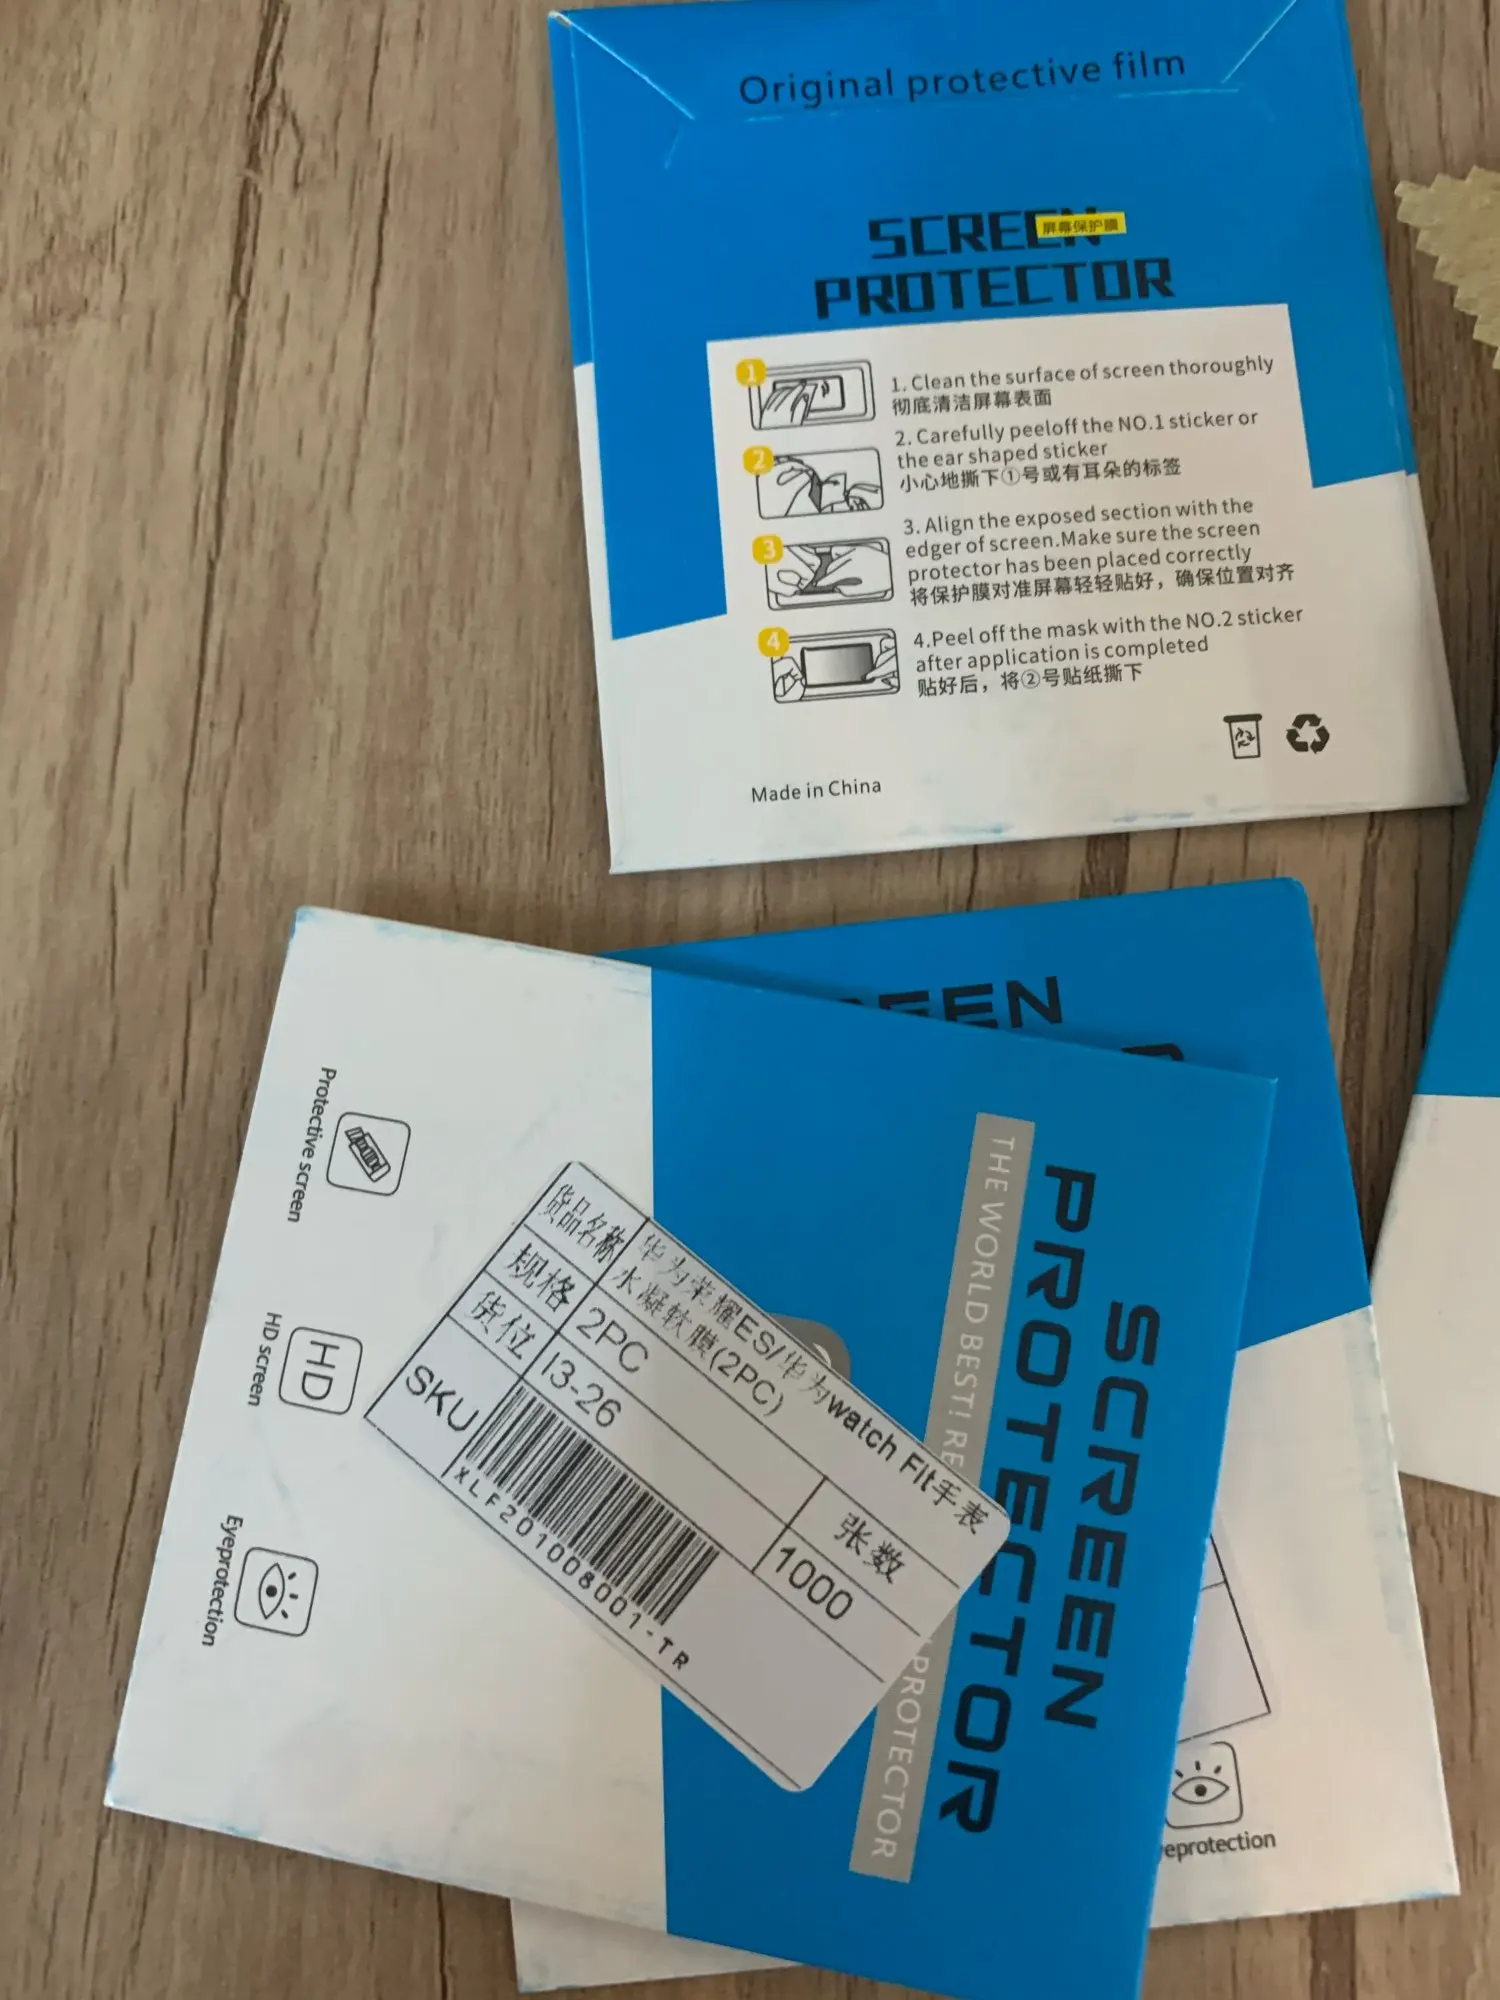 Original protective film
SCREEN
屏幕保护膜
PROTECTOR
1
1. Clean the surface of screen thoroughly
彻底清洁屏幕表面
2
2. Carefully peeloff the NO.1 sticker or
the ear shaped sticker
小心地撕下①号或有耳朵的标签
3
3. Align the exposed section with the
edger of screen.Make sure the screen
protector has been placed correctly
将保护膜对准屏幕轻轻贴好，确保位置对齐
4
4.Peel off the mask with the NO.2 sticker
after application is completed
贴好后，将②号贴纸撕下
Made in China
EEN
SCREEN
PROTECTOR
THE WORLD BEST! RE
PROTECTOR
货品名称
华为荣耀ES/华为watch Fit手表
水凝软膜(2PC)
规格
2PC
张数
货位
I3-26
1000
SKU
XLF201008001-TR
Protective screen
HD
HD screen
Eyeprotection
eprotection